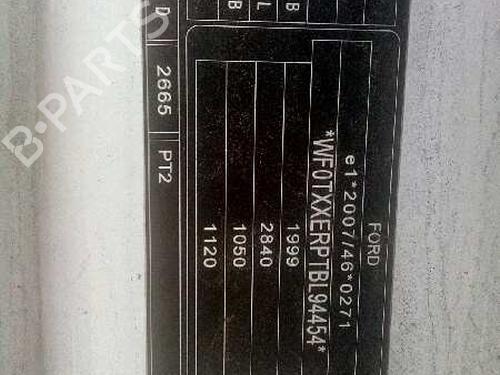 FORD
e1*2007/46*0271
*WF0TXXERPTBL94454*
1999
2840
1050
1120
B
L
B
D 2665 PT2
B-PARTS